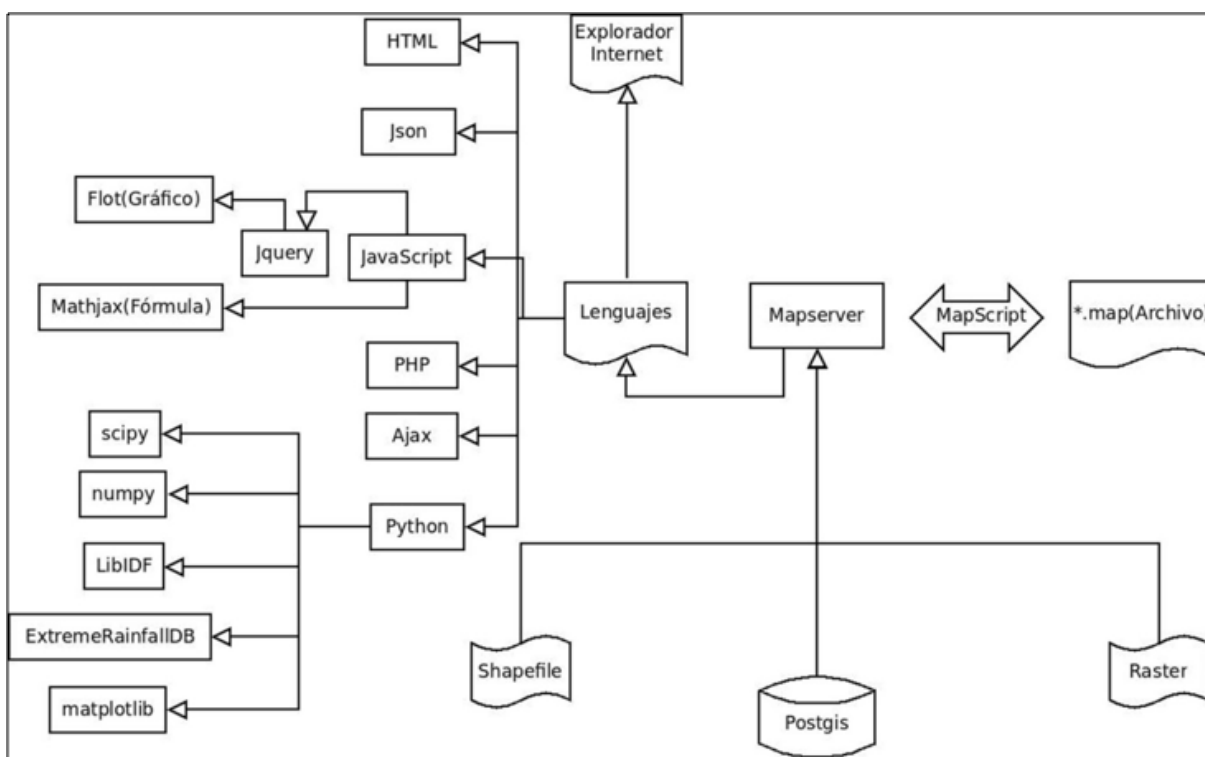 HTML
Explorador
Internet
Json
Flot(Gráfico)
Jquery
JavaScript
Mathjax(Fórmula)
Lenguajes
Mapserver
MapScript
*.map(Archivo)
PHP
scipy
Ajax
numpy
Python
LibIDF
ExtremeRainfallDB
Shapefile
Raster
matplotlib
Postgis